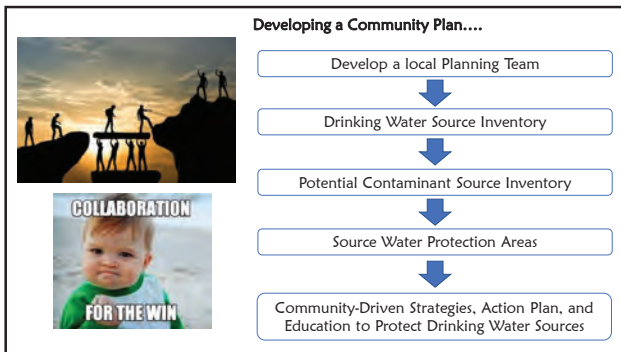 Developing a Community Plan....
Develop a local Planning Team
Drinking Water Source Inventory
Potential Contaminant Source Inventory
Source Water Protection Areas
Community-Driven Strategies, Action Plan, and
Education to Protect Drinking Water Sources
COLLABORATION
FOR THE WIN